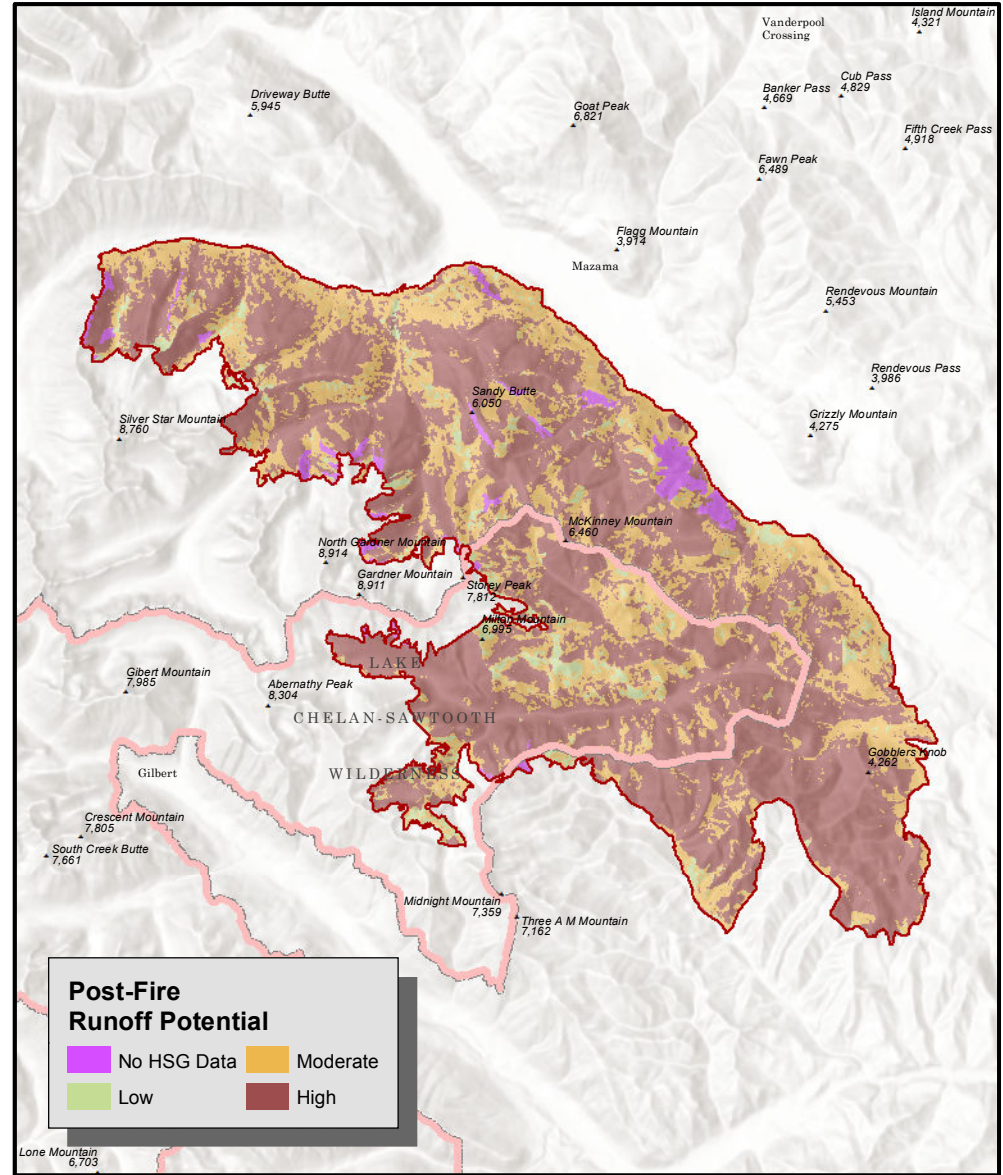 Island Mountain
4,321
Vanderpool
Crossing
Cub Pass
4,829
Banker Pass
4,669
Driveway Butte
5,945
Goat Peak
6,821
Fifth Creek Pass
4,918
Fawn Peak
6,489
Flagg Mountain
3,914
Mazama
Rendevous Mountain
5,453
Rendevous Pass
3,986
Sandy Butte
6,050
Grizzly Mountain
4,275
Silver Star Mountain
8,760
McKinney Mountain
6,460
North Gardner Mountain
8,914
Gardner Mountain
8,911
Storey Peak
7,812
Milton Mountain
6,995
LAKE
CHELAN-SAWTOOTH
WILDERNESS
Gibert Mountain
7,985
Abernathy Peak
8,304
Gobblers Knob
4,262
Gilbert
Crescent Mountain
7,805
South Creek Butte
7,661
Midnight Mountain
7,359
Three A M Mountain
7,162
Post-Fire
Runoff Potential
No HSG Data
Moderate
Low
High
Lone Mountain
6,703